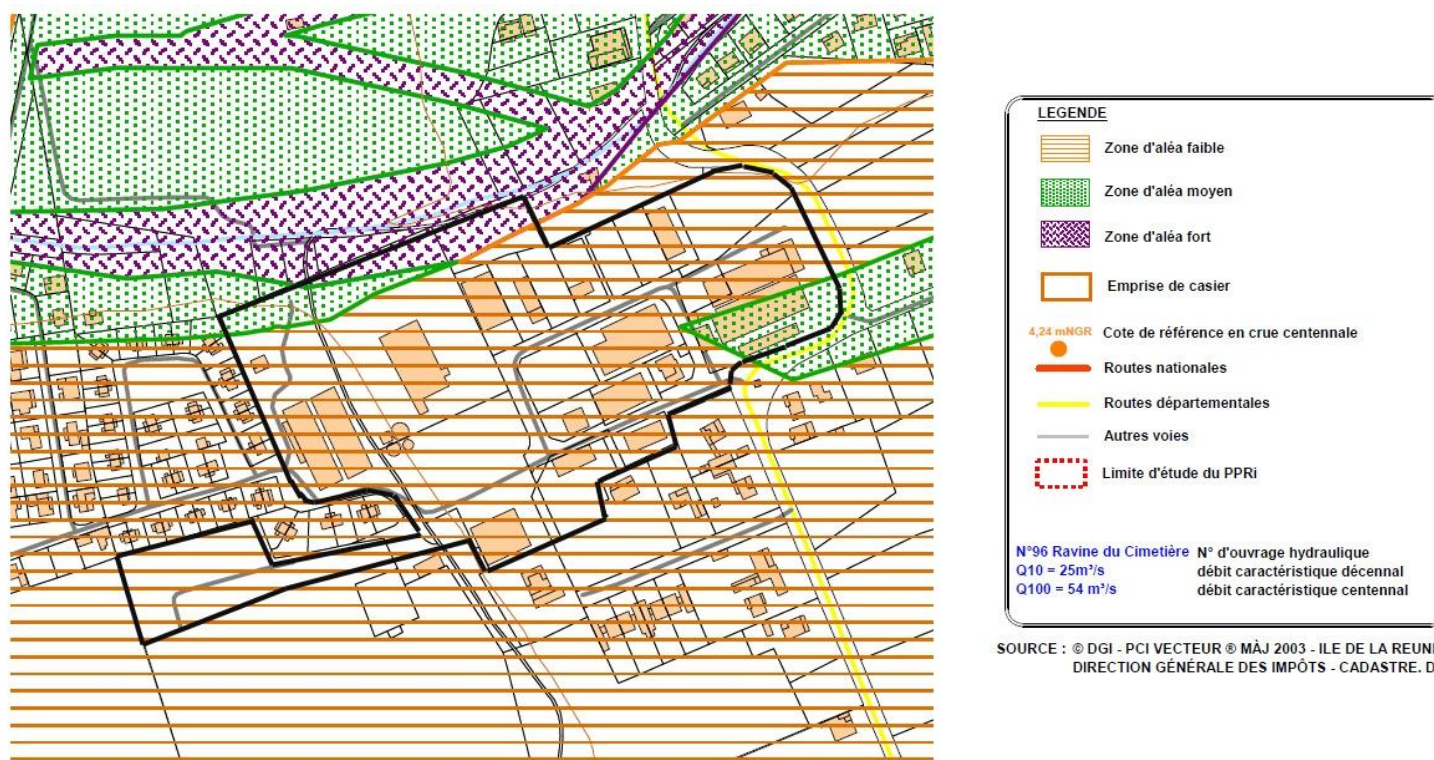 LEGENDE
Zone d'aléa faible
Zone d'aléa moyen
Zone d'aléa fort
Emprise de casier
4,24 mNGR Cote de référence en crue centennale
Routes nationales
Routes départementales
Autres voies
Limite d'étude du PPRi
N°96 Ravine du Cimetière N° d'ouvrage hydraulique
Q10 = 25m³/s débit caractéristique décennal
Q100 = 54 m³/s débit caractéristique centennal
SOURCE : © DGI - PCI VECTEUR ® MÀJ 2003 - ILE DE LA REUNI
DIRECTION GÉNÉRALE DES IMPÔTS - CADASTRE. D